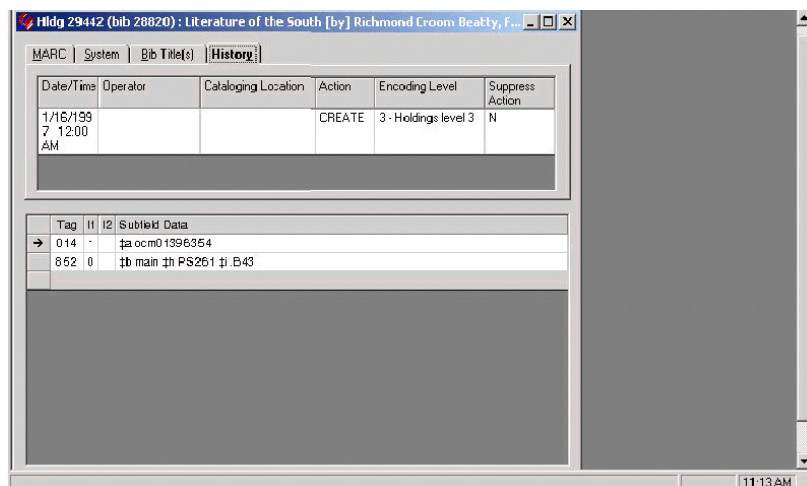 Hldg 29442 (bib 28820) : Literature of the South [by] Richmond Croom Beatty, F...
MARC System Bib Title(s) History
Date/Time Operator Cataloging Location Action Encoding Level Suppress Action
1/16/1997 12:00 AM CREATE 3 - Holdings level 3 N
Tag I1 I2 Subfield Data
014 ‡a ocm01396354
852 0 ‡b main ‡h PS261 ‡i .B43
11:13 AM